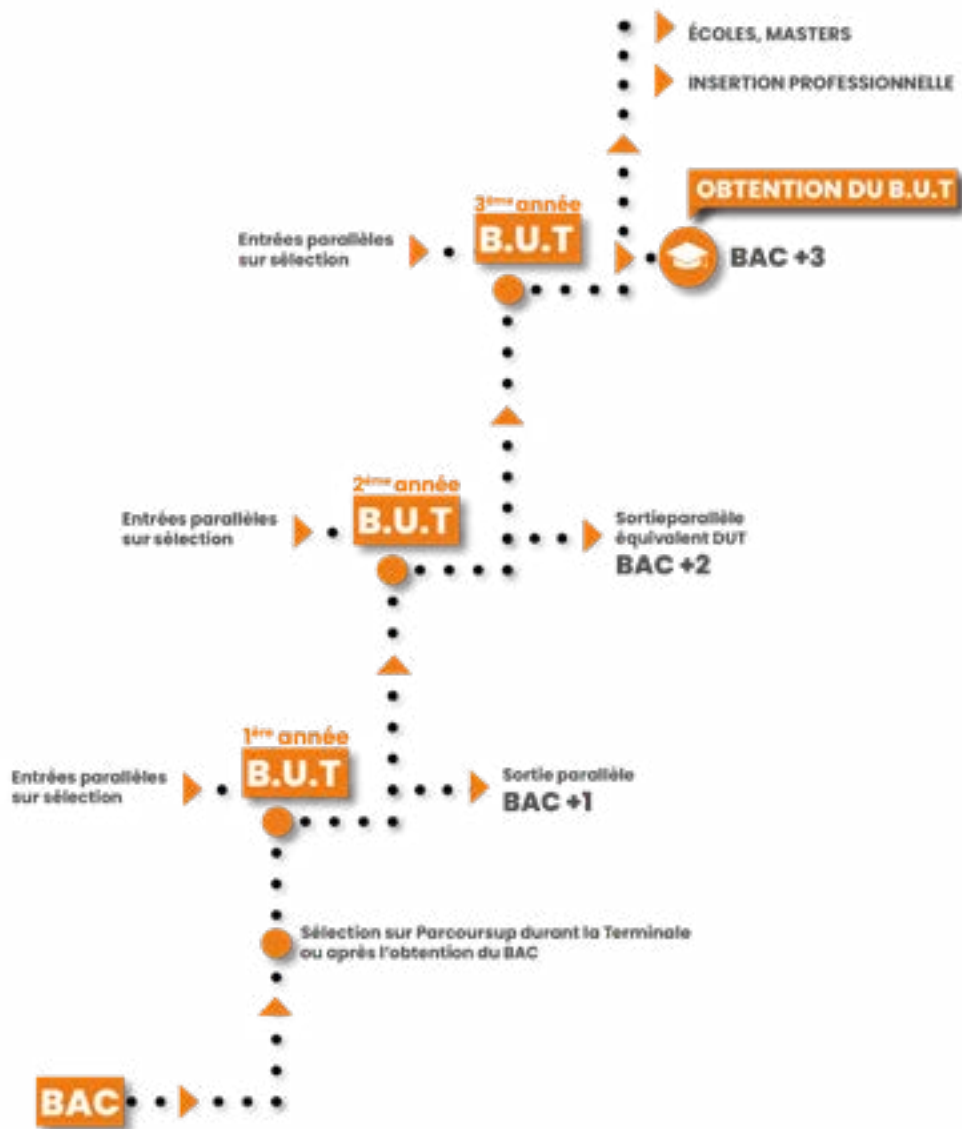 ÉCOLES, MASTERS
INSERTION PROFESSIONNELLE
OBTENTION DU B.U.T
BAC +3
3ème année
B.U.T
Entrées parallèles
sur sélection
2ème année
B.U.T
Entrées parallèles
sur sélection
Sortieparallèle
équivalent DUT
BAC +2
1ère année
B.U.T
Entrées parallèles
sur sélection
Sortie parallèle
BAC +1
Sélection sur Parcoursup durant la Terminale
ou après l'obtention du BAC
BAC